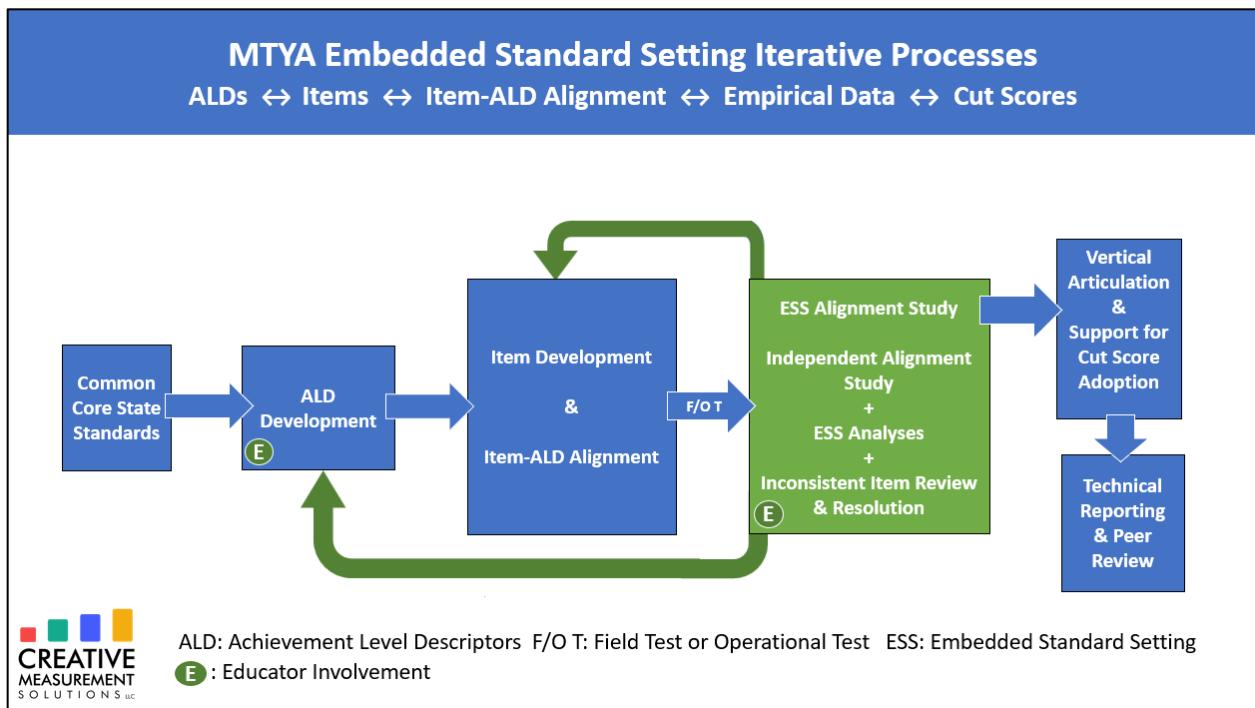 MTYA Embedded Standard Setting Iterative Processes
ALDs ↔ Items ↔ Item-ALD Alignment ↔ Empirical Data ↔ Cut Scores
Common
Core State
Standards
ALD
Development
E
Item Development
&
Item-ALD Alignment
F/O T
ESS Alignment Study
Independent Alignment
Study
+
ESS Analyses
+
Inconsistent Item Review
& Resolution
E
Vertical
Articulation
&
Support for
Cut Score
Adoption
Technical
Reporting
& Peer
Review
CREATIVE
MEASUREMENT
SOLUTIONS LLC
ALD: Achievement Level Descriptors F/O T: Field Test or Operational Test ESS: Embedded Standard Setting
E : Educator Involvement